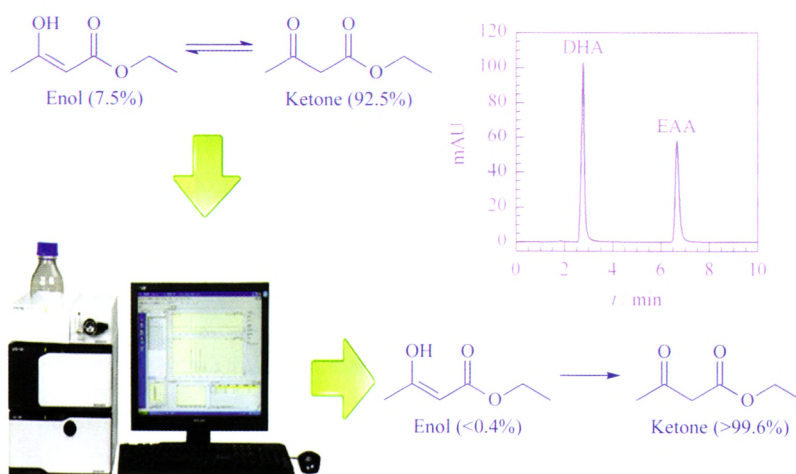 OH
O
O
Enol (7.5%)
O
O
O
Ketone (92.5%)
DHA
EAA
mAU
120
100
80
60
40
20
0
0 2 4 6 8 10
t / min
OH
O
O
Enol (<0.4%)
O
O
O
Ketone (>99.6%)